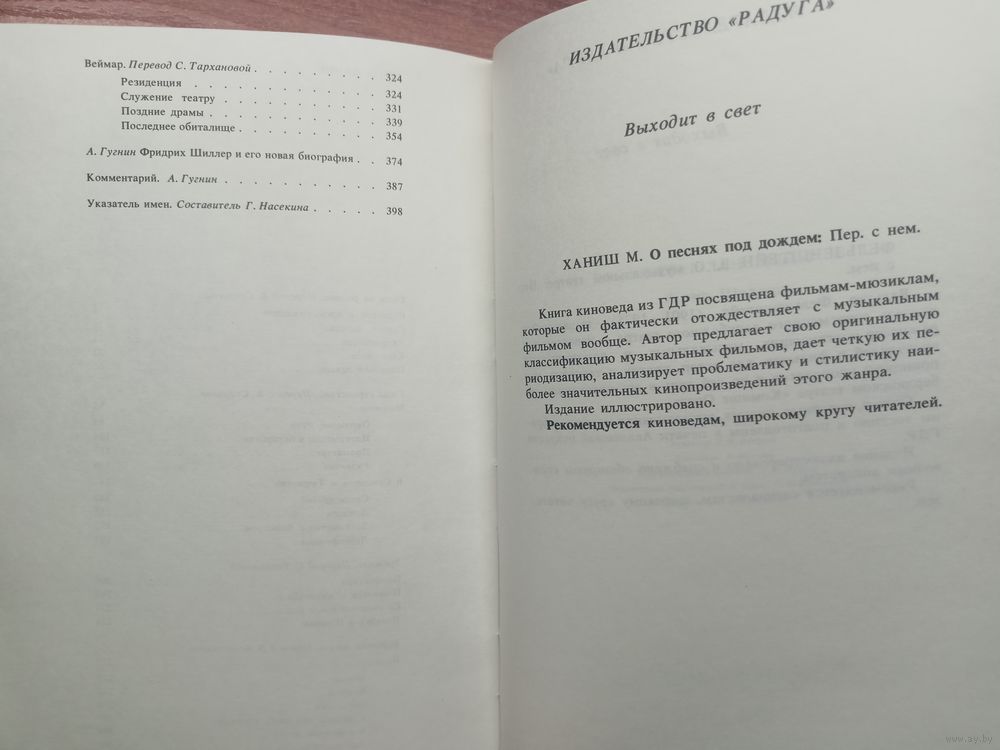 Веймар. Перевод С. Тархановой . . . . . . . . 324
Резиденция . . . . . . . . . . . 324
Служение театру . . . . . . . . . 331
Поздние драмы . . . . . . . . . . 339
Последнее обиталище . . . . . . . . 354
А. Гугнин Фридрих Шиллер и его новая биография . . 374
Комментарий. А. Гугнин . . . . . . . . . . 387
Указатель имен. Составитель Г. Насекина . . . . . 398
ИЗДАТЕЛЬСТВО «РАДУГА»
Выходит в свет
ХАНИШ М. О песнях под дождем: Пер. с нем.
Книга киноведа из ГДР посвящена фильмам-мюзиклам,
которые он фактически отождествляет с музыкальным
фильмом вообще. Автор предлагает свою оригинальную
классификацию музыкальных фильмов, дает четкую их пе-
риодизацию, анализирует проблематику и стилистику наи-
более значительных кинопроизведений этого жанра.
Издание иллюстрировано.
Рекомендуется киноведам, широкому кругу читателей.
www.ay.by